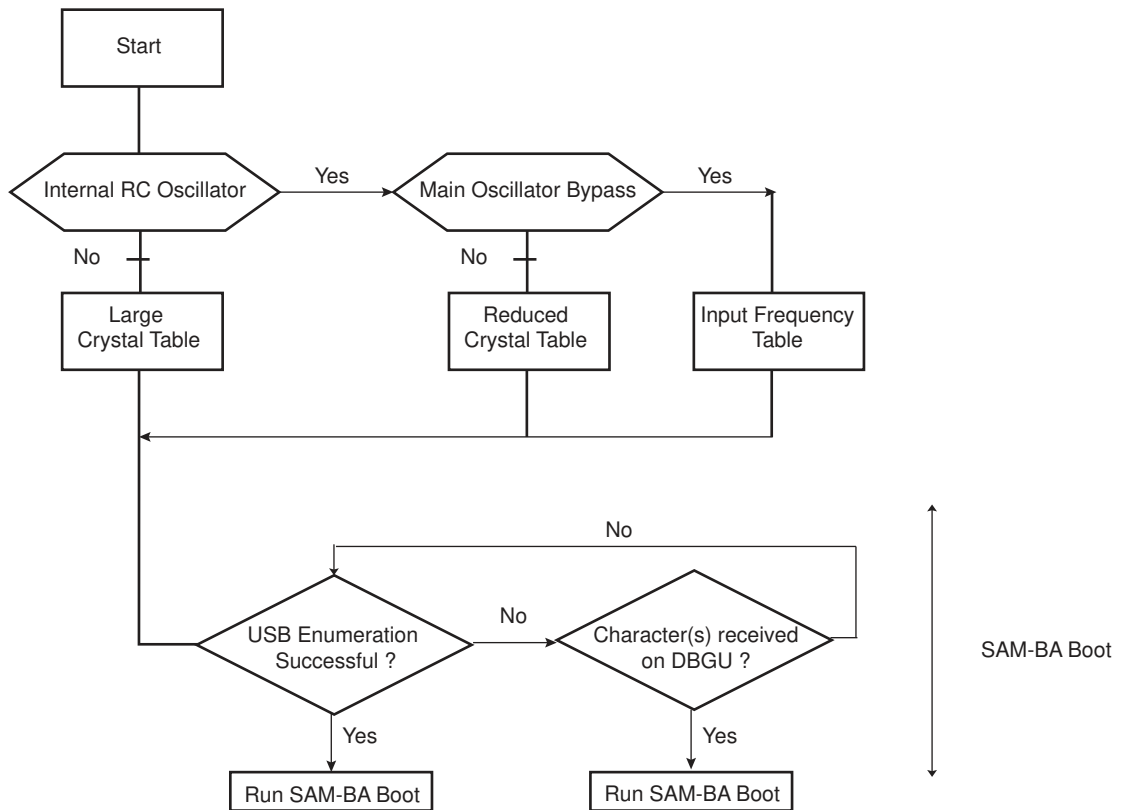 Start
Internal RC Oscillator
Yes
Main Oscillator Bypass
Yes
No
No
Large
Crystal Table
Reduced
Crystal Table
Input Frequency
Table
No
USB Enumeration
Successful ?
No
Character(s) received
on DBGU ?
SAM-BA Boot
Yes
Yes
Run SAM-BA Boot
Run SAM-BA Boot